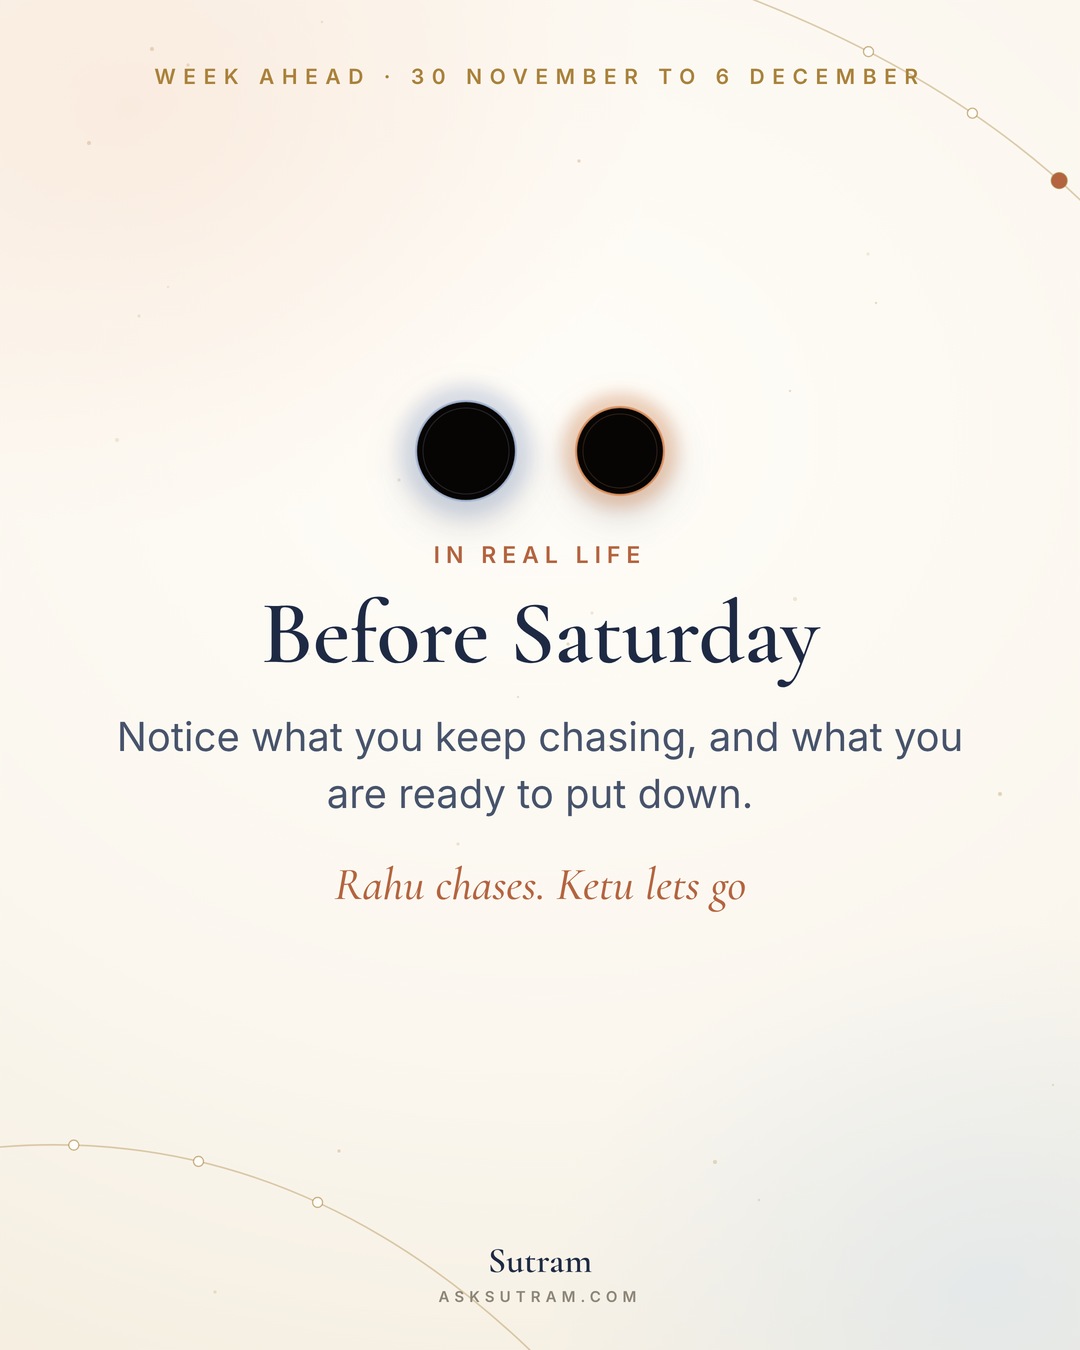 WEEK AHEAD · 30 NOVEMBER TO 6 DECEMBER
IN REAL LIFE
Before Saturday
Notice what you keep chasing, and what you
are ready to put down.
Rahu chases. Ketu lets go
Sutram
ASKSUTRAM.COM